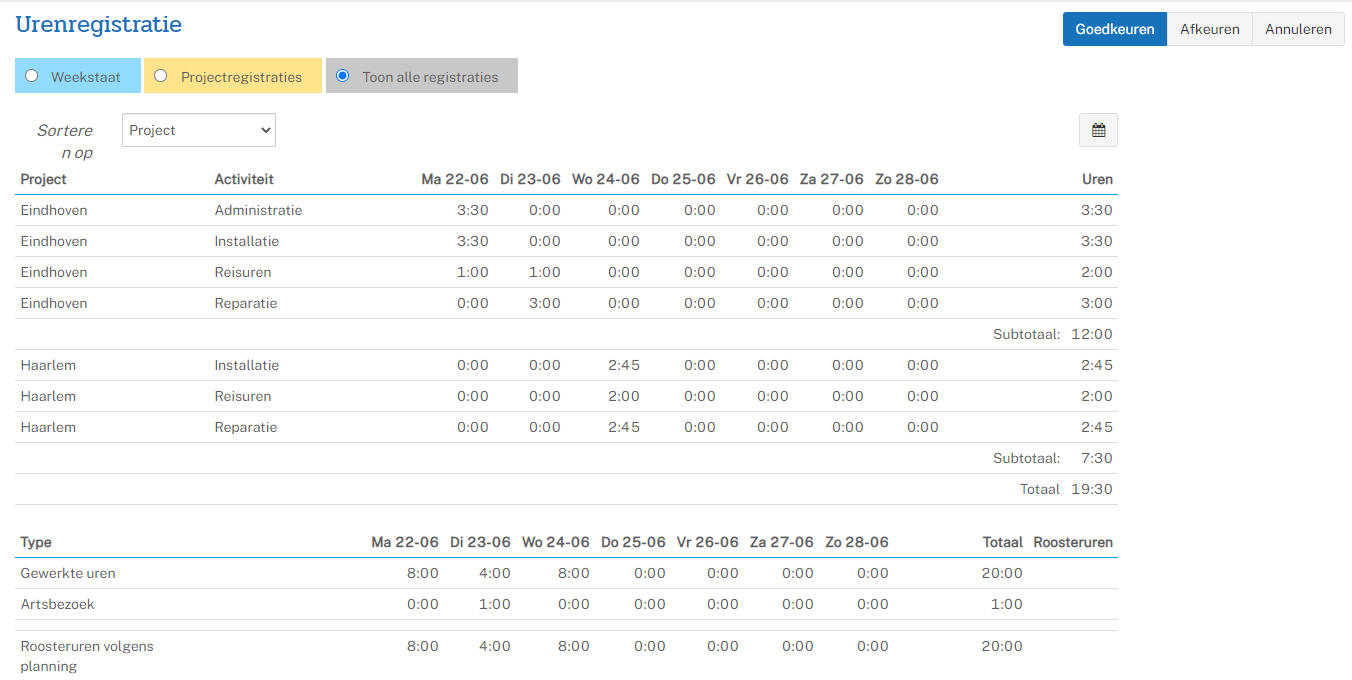 Urenregistratie
Goedkeuren Afkeuren Annuleren
Weekstaat Projectregistraties Toon alle registraties
Sortere
n op
Project
Project Activiteit Ma 22-06 Di 23-06 Wo 24-06 Do 25-06 Vr 26-06 Za 27-06 Zo 28-06 Uren
Eindhoven Administratie 3:30 0:00 0:00 0:00 0:00 0:00 0:00 3:30
Eindhoven Installatie 3:30 0:00 0:00 0:00 0:00 0:00 0:00 3:30
Eindhoven Reisuren 1:00 1:00 0:00 0:00 0:00 0:00 0:00 2:00
Eindhoven Reparatie 0:00 3:00 0:00 0:00 0:00 0:00 0:00 3:00
Subtotaal: 12:00
Haarlem Installatie 0:00 0:00 2:45 0:00 0:00 0:00 0:00 2:45
Haarlem Reisuren 0:00 0:00 2:00 0:00 0:00 0:00 0:00 2:00
Haarlem Reparatie 0:00 0:00 2:45 0:00 0:00 0:00 0:00 2:45
Subtotaal: 7:30
Totaal 19:30
Type Ma 22-06 Di 23-06 Wo 24-06 Do 25-06 Vr 26-06 Za 27-06 Zo 28-06 Totaal Roosteruren
Gewerkte uren 8:00 4:00 8:00 0:00 0:00 0:00 0:00 20:00
Artsbezoek 0:00 1:00 0:00 0:00 0:00 0:00 0:00 1:00
Roosteruren volgens 8:00 4:00 8:00 0:00 0:00 0:00 0:00 20:00
planning